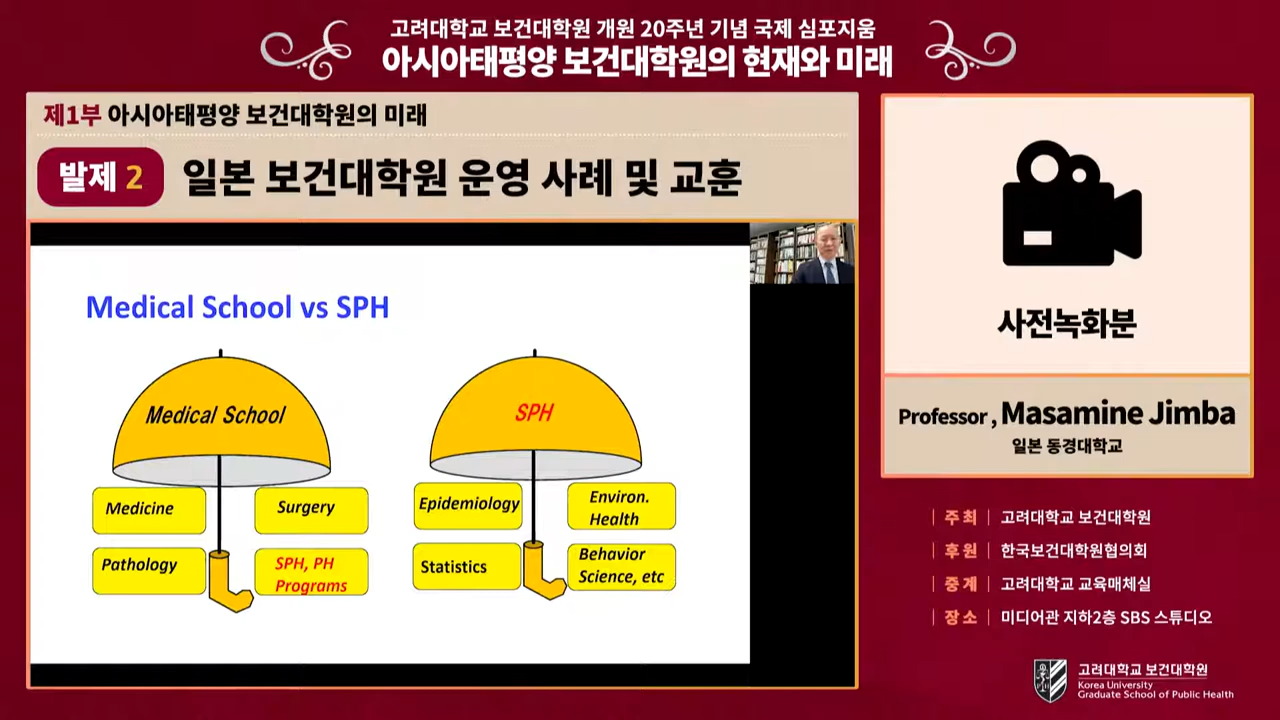 고려대학교 보건대학원 개원 20주년 기념 국제 심포지움
아시아태평양 보건대학원의 현재와 미래
제1부 아시아태평양 보건대학원의 미래
발제 2 일본 보건대학원 운영 사례 및 교훈
Medical School vs SPH
Medical School
Medicine
Surgery
Pathology
SPH, PH
Programs
SPH
Epidemiology
Environ.
Health
Statistics
Behavior
Science, etc
사전녹화분
Professor , Masamine Jimba
일본 동경대학교
| 주 최 | 고려대학교 보건대학원
| 후 원 | 한국보건대학원협의회
| 중 계 | 고려대학교 교육매체실
| 장 소 | 미디어관 지하2층 SBS 스튜디오
고려대학교 보건대학원
Korea University
Graduate School of Public Health